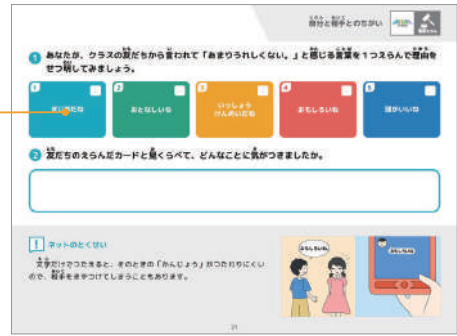 自分と相手とのちがい
1 あなたが、クラスの友だちから言われて「あまりうれしくない。」と感じる言葉を1つえらんで理由を
せつ明してみましょう。
1
まじめだね
2
おとなしいね
3
いっしょう
けんめいだね
4
おもしろいね
5
頭がいいね
2 友だちのえらんだカードと見くらべて、どんなことに気がつきましたか。
ネットのとくせい
文字だけでつたえると、そのときの「かんじょう」がつたわりにくい
ので、相手をきずつけてしまうこともあります。
おもしろいね
おもしろいね
21